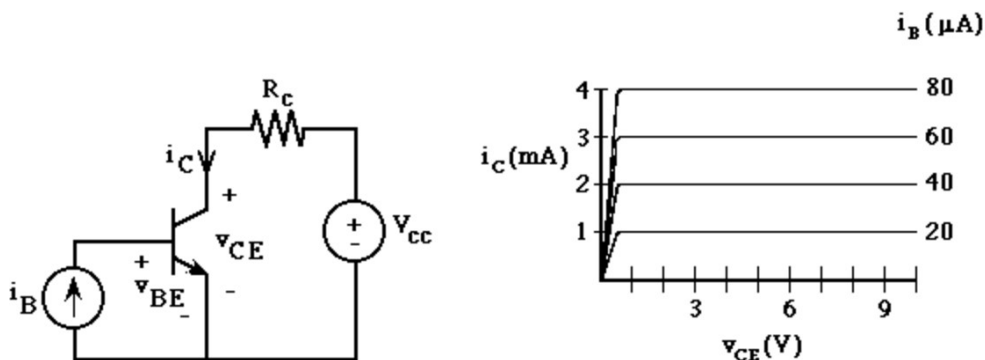 R_c
i_C
+
v_CE
-
+
v_BE
-
i_B
+
-
V_cc
i_B (μA)
4
80
3
60
i_C (mA)
2
40
1
20
3
6
9
v_CE (V)